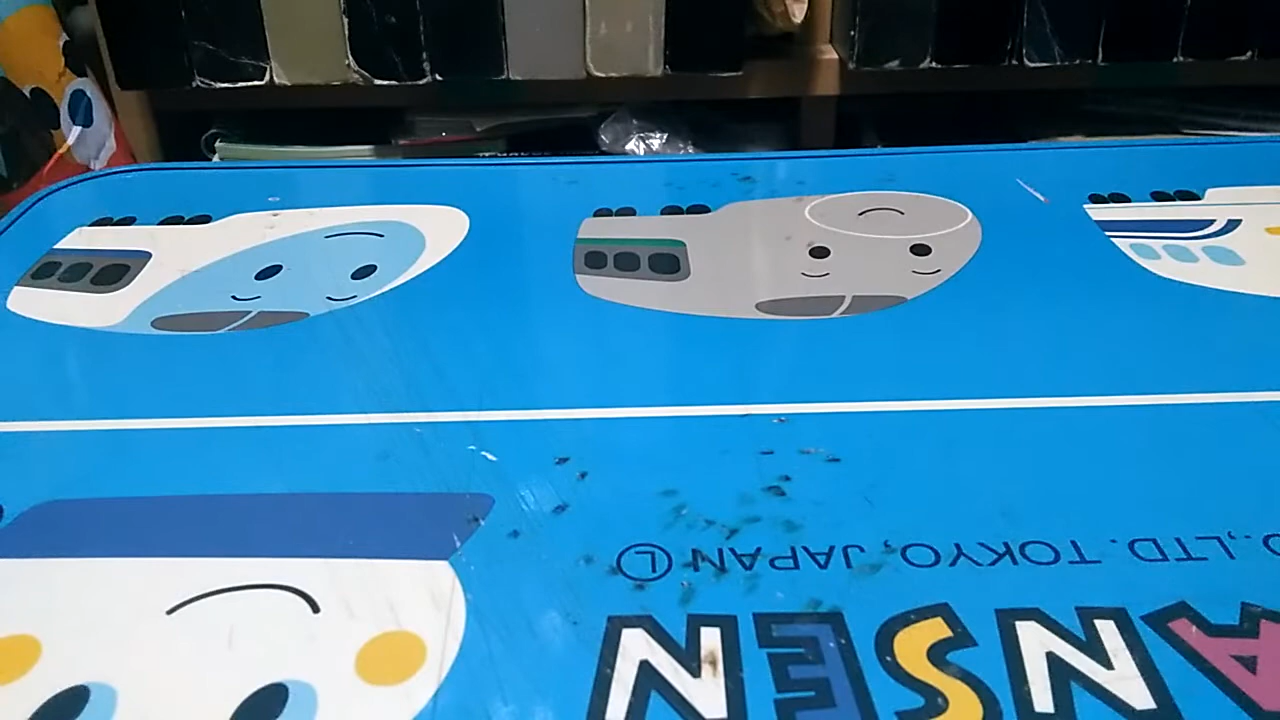 ANSEN
O.,LTD. TOKYO, JAPAN Ⓛ